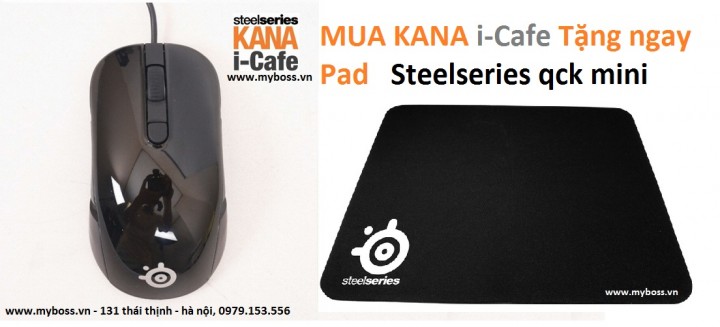 steelseries
KANA
i-Cafe
www.myboss.vn
MUA KANA i-Cafe Tặng ngay
Pad Steelseries qck mini
steelseries
www.myboss.vn
www.myboss.vn - 131 thái thịnh - hà nội, 0979.153.556